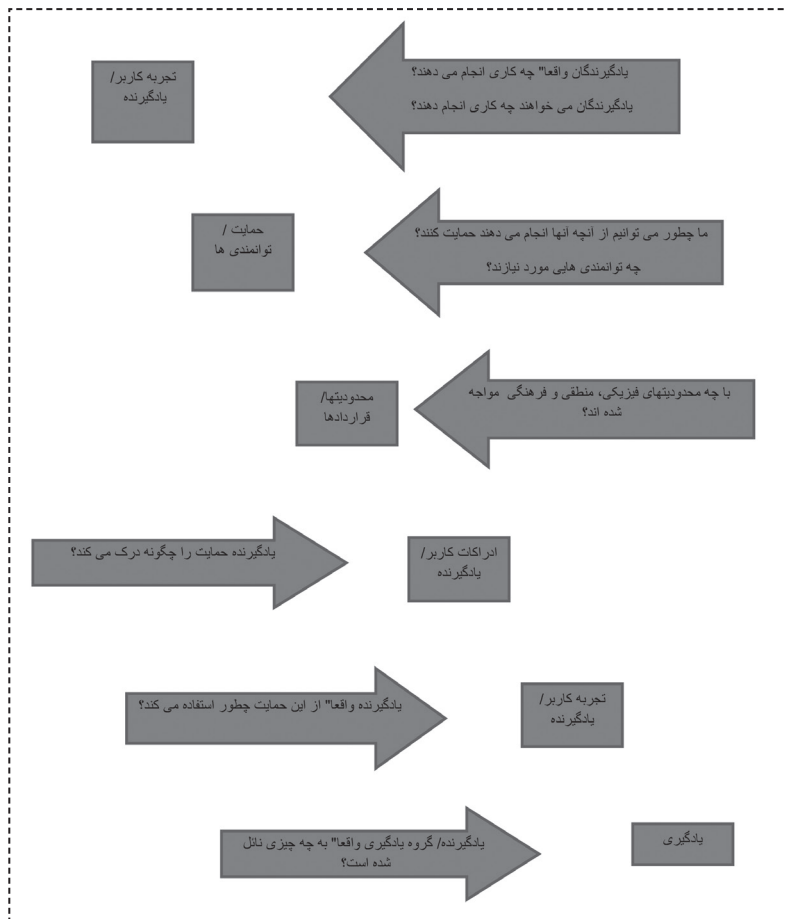 تجربه کاربر/
یادگیرنده
یادگیرندگان واقعا" چه کاری انجام می دهند؟
یادگیرندگان می خواهند چه کاری انجام دهند؟
حمایت /
توانمندی ها
ما چطور می توانیم از آنچه آنها انجام می دهند حمایت کنند؟
چه توانمندی هایی مورد نیازند؟
محدودیتها/
قراردادها
با چه محدودیتهای فیزیکی، منطقی و فرهنگی مواجه
شده اند؟
یادگیرنده حمایت را چگونه درک می کند؟
ادراکات کاربر/
یادگیرنده
یادگیرنده واقعا" از این حمایت چطور استفاده می کند؟
تجربه کاربر/
یادگیرنده
یادگیرنده/ گروه یادگیری واقعا" به چه چیزی نائل
شده است؟
یادگیری